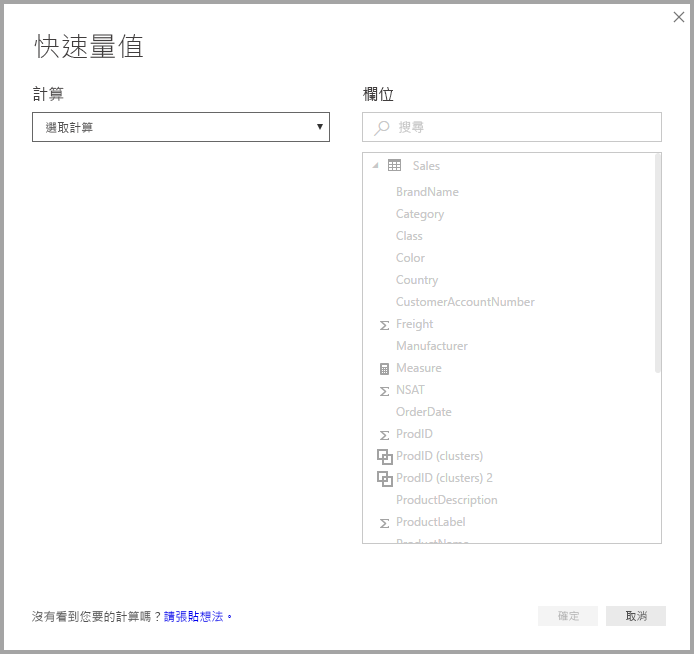 快速量值
計算
選取計算
欄位
搜尋
Sales
BrandName
Category
Class
Color
Country
CustomerAccountNumber
Freight
Manufacturer
Measure
NSAT
OrderDate
ProdID
ProdID (clusters)
ProdID (clusters) 2
ProductDescription
ProductLabel
ProductName
沒有看到您要的計算嗎？請張貼想法。
確定
取消